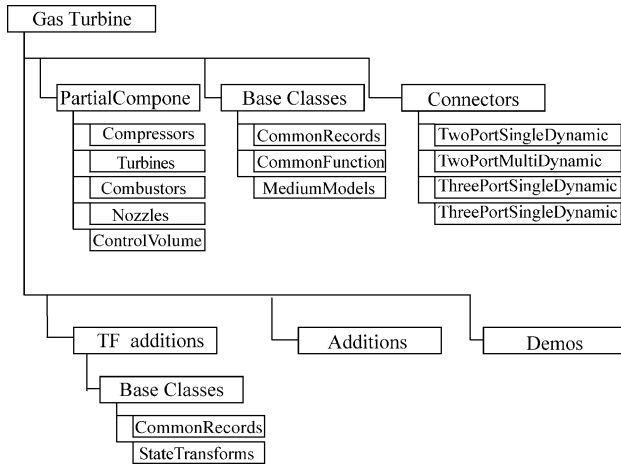 Gas Turbine
PartialCompone
Compressors
Turbines
Combustors
Nozzles
ControlVolume
Base Classes
CommonRecords
CommonFunction
MediumModels
Connectors
TwoPortSingleDynamic
TwoPortMultiDynamic
ThreePortSingleDynamic
ThreePortSingleDynamic
TF additions
Base Classes
CommonRecords
StateTransforms
Additions
Demos